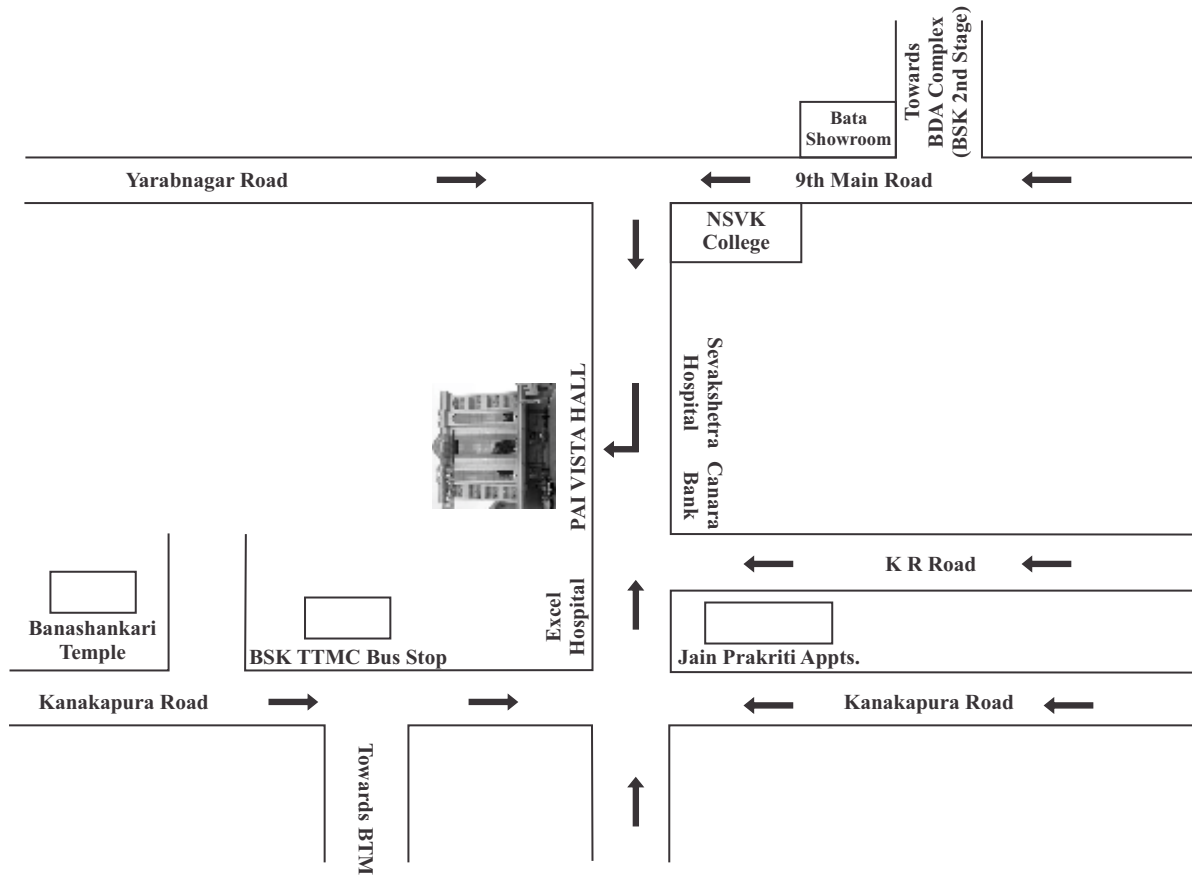 Towards
BDA Complex
(BSK 2nd Stage)
Bata
Showroom
Yarabnagar Road
9th Main Road
NSVK
College
Sevakshetra
Hospital
PAI VISTA HALL
Canara
Bank
K R Road
Excel
Hospital
Banashankari
Temple
BSK TTMC Bus Stop
Jain Prakriti Appts.
Kanakapura Road
Kanakapura Road
Towards BTM